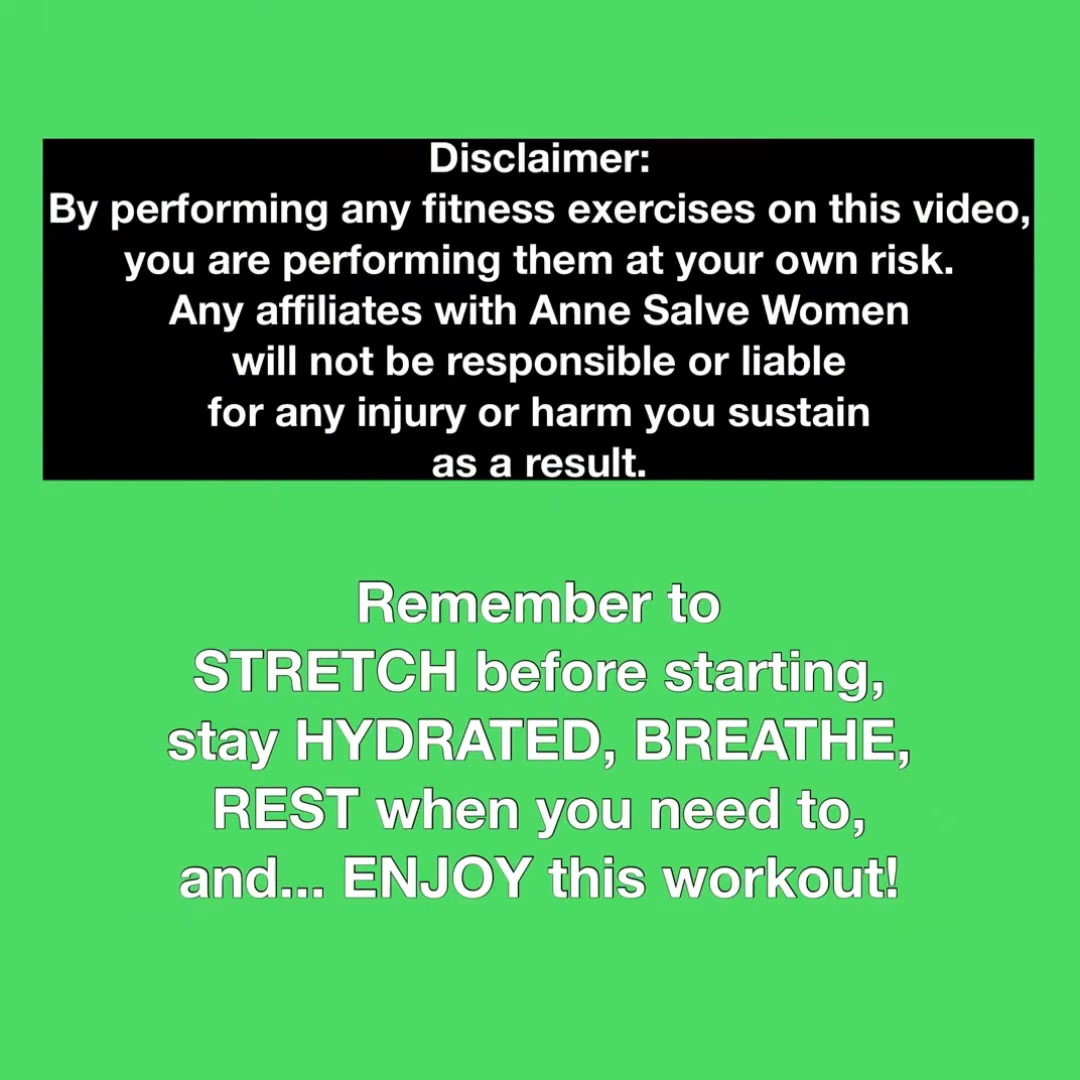 Disclaimer:
By performing any fitness exercises on this video,
you are performing them at your own risk.
Any affiliates with Anne Salve Women
will not be responsible or liable
for any injury or harm you sustain
as a result.
Remember to
STRETCH before starting,
stay HYDRATED, BREATHE,
REST when you need to,
and... ENJOY this workout!